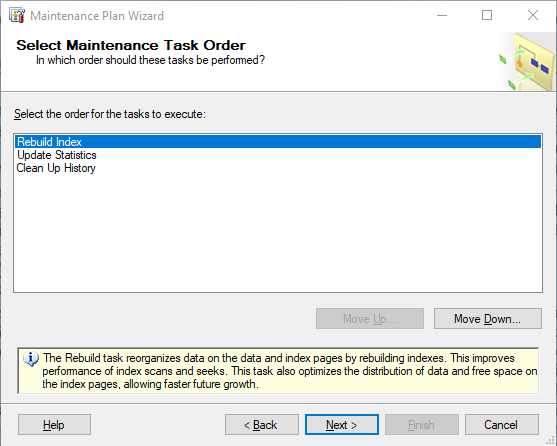 Maintenance Plan Wizard
Select Maintenance Task Order
In which order should these tasks be performed?
Select the order for the tasks to execute:
Rebuild Index
Update Statistics
Clean Up History
Move Up...
Move Down...
The Rebuild task reorganizes data on the data and index pages by rebuilding indexes. This improves
performance of index scans and seeks. This task also optimizes the distribution of data and free space on
the index pages, allowing faster future growth.
Help
< Back
Next >
Finish
Cancel